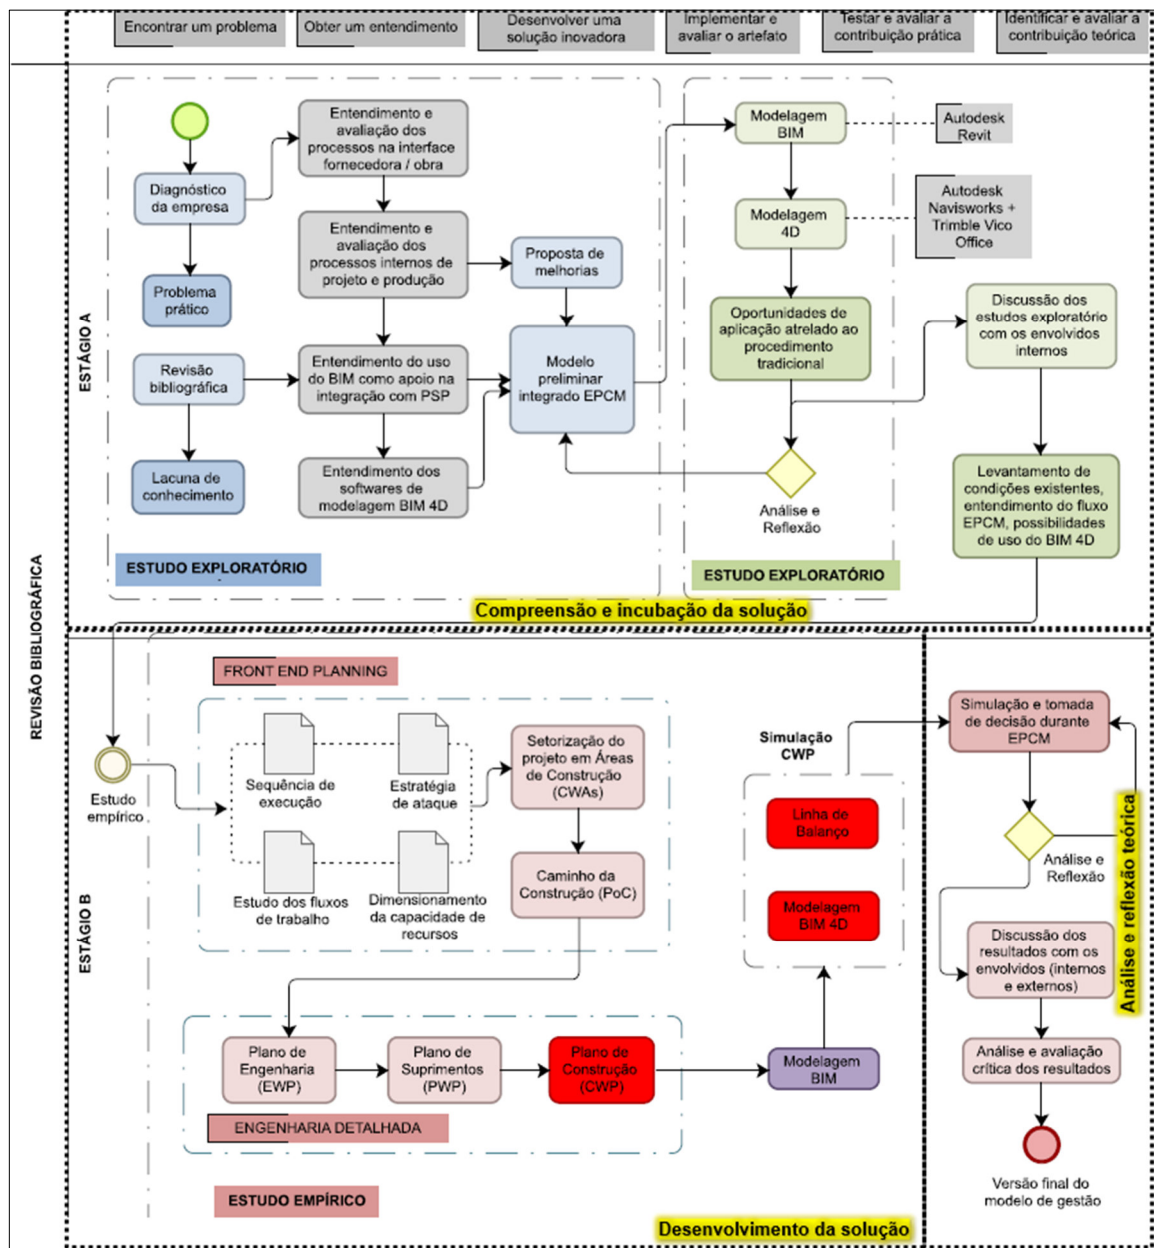 Encontrar um problema
Obter um entendimento
Desenvolver uma
solução inovadora
Implementar e
avaliar o artefato
Testar e avaliar a
contribuição prática
Identificar e avaliar a
contribuição teórica
REVISÃO BIBLIOGRÁFICA
ESTÁGIO A
Diagnóstico
da empresa
Problema
prático
Revisão
bibliográfica
Lacuna de
conhecimento
Entendimento e
avaliação dos
processos na interface
fornecedora / obra
Entendimento e
avaliação dos
processos internos de
projeto e produção
Entendimento do uso
do BIM como apoio na
integração com PSP
Entendimento dos
softwares de
modelagem BIM 4D
Proposta de
melhorias
Modelo
preliminar
integrado EPCM
ESTUDO EXPLORATÓRIO
Modelagem
BIM
Autodesk
Revit
Modelagem
4D
Autodesk
Navisworks +
Trimble Vico
Office
Oportunidades de
aplicação atrelado ao
procedimento
tradicional
Análise e
Reflexão
ESTUDO EXPLORATÓRIO
Discussão dos
estudos exploratório
com os envolvidos
internos
Levantamento de
condições existentes,
entendimento do fluxo
EPCM, possibilidades
de uso do BIM 4D
Compreensão e incubação da solução
ESTÁGIO B
Estudo
empírico
FRONT END PLANNING
Sequência de
execução
Estratégia
de ataque
Estudo dos fluxos
de trabalho
Dimensionamento
da capacidade de
recursos
Setorização do
projeto em Áreas
de Construção
(CWAs)
Caminho da
Construção (PoC)
Plano de
Engenharia
(EWP)
Plano de
Suprimentos
(PWP)
Plano de
Construção
(CWP)
ENGENHARIA DETALHADA
ESTUDO EMPÍRICO
Modelagem
BIM
Simulação
CWP
Linha de
Balanço
Modelagem
BIM 4D
Desenvolvimento da solução
Simulação e tomada
de decisão durante
EPCM
Análise e
Reflexão
Discussão dos
resultados com os
envolvidos (internos
e externos)
Análise e avaliação
crítica dos resultados
Versão final do
modelo de gestão
Análise e reflexão teórica